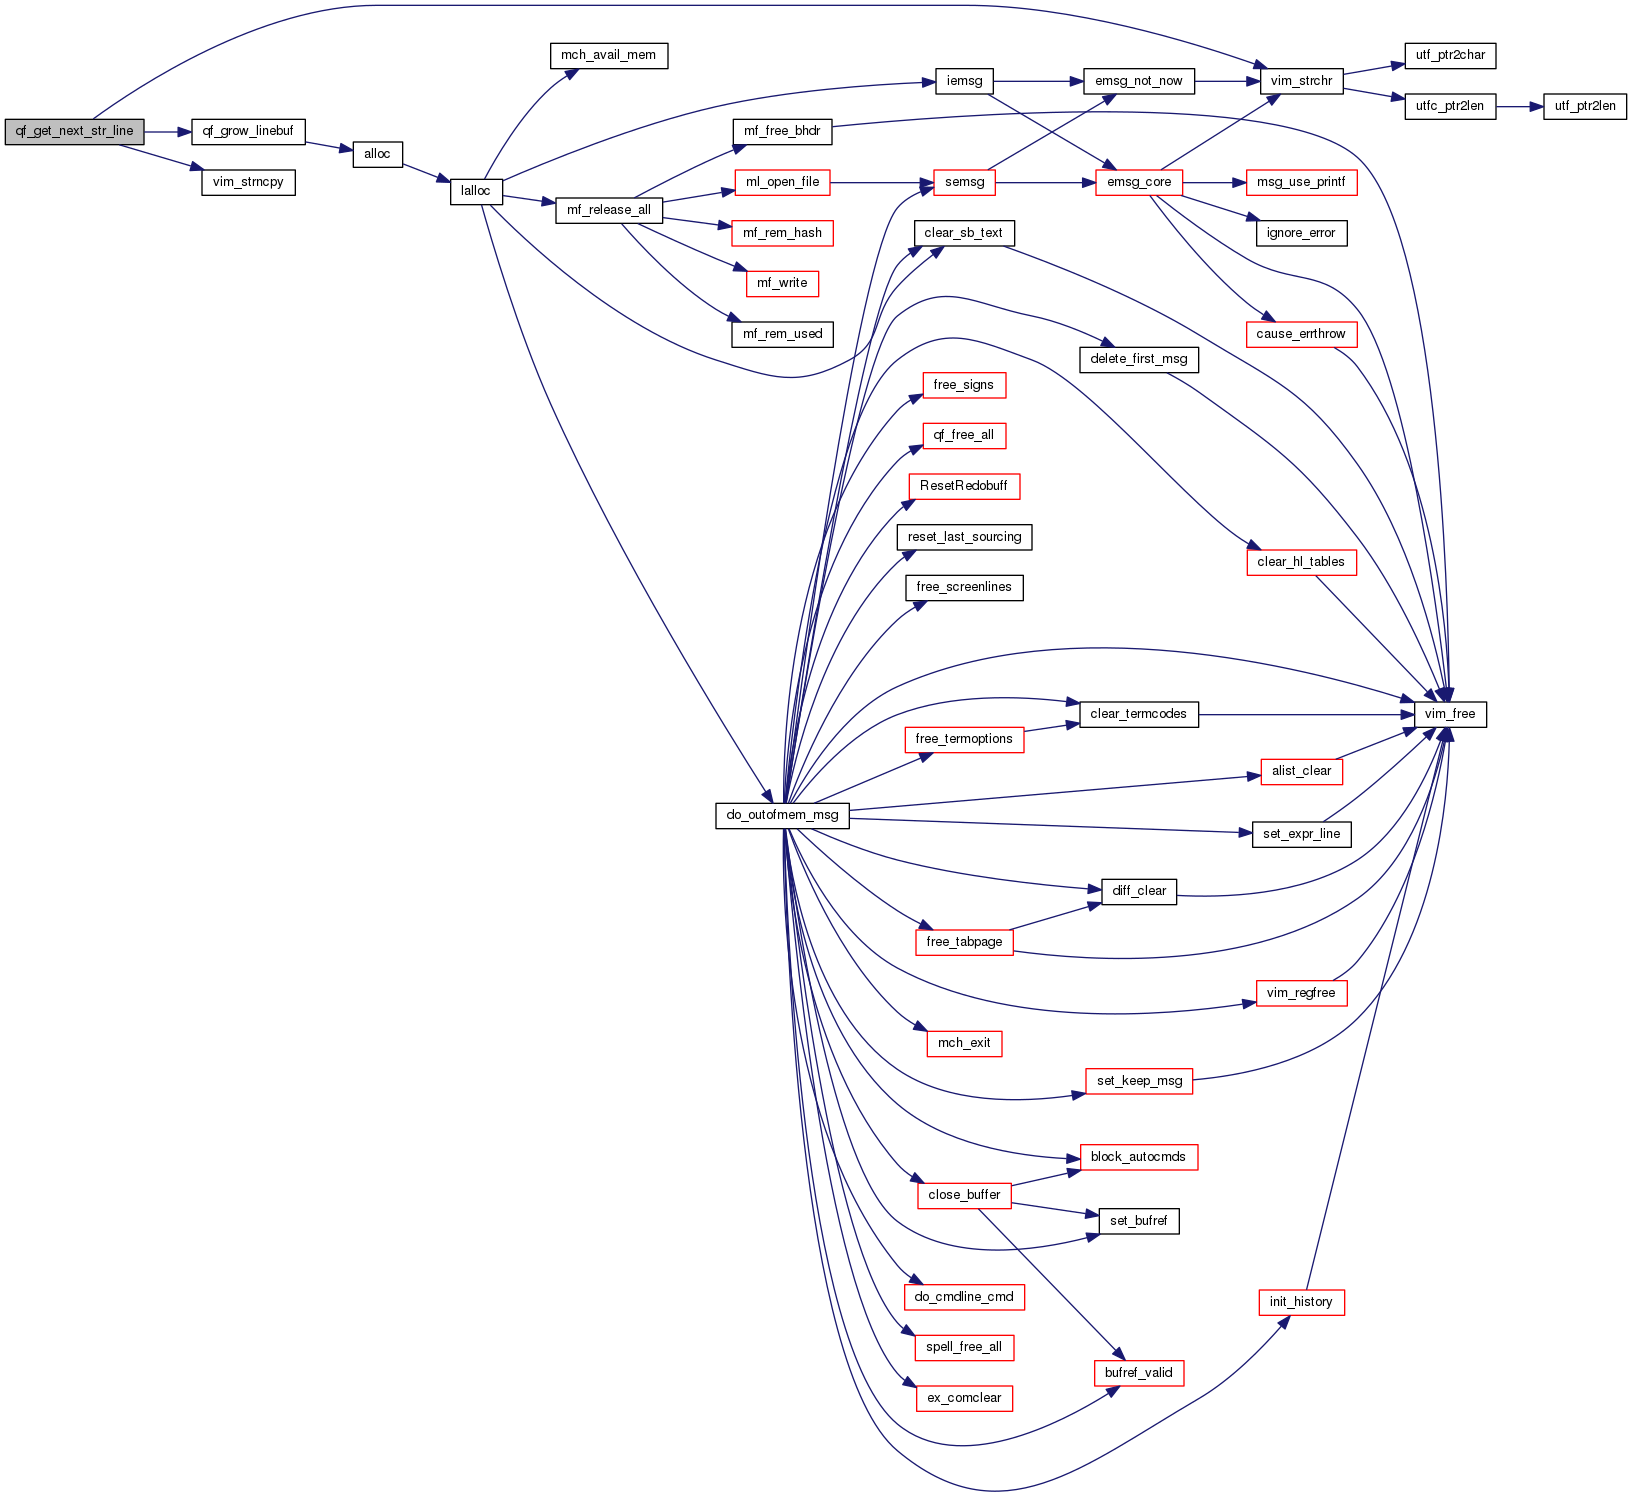 qf_get_next_str_line
qf_grow_linebuf
vim_strncpy
alloc
lalloc
mch_avail_mem
mf_release_all
mf_free_bhdr
ml_open_file
mf_rem_hash
mf_write
mf_rem_used
do_outofmem_msg
iemsg
semsg
clear_sb_text
free_signs
qf_free_all
ResetRedobuff
reset_last_sourcing
free_screenlines
free_termoptions
free_tabpage
mch_exit
close_buffer
do_cmdline_cmd
spell_free_all
ex_comclear
emsg_not_now
emsg_core
delete_first_msg
clear_termcodes
diff_clear
set_keep_msg
block_autocmds
set_bufref
bufref_valid
vim_strchr
msg_use_printf
ignore_error
cause_errthrow
clear_hl_tables
alist_clear
set_expr_line
vim_regfree
init_history
utf_ptr2char
utfc_ptr2len
vim_free
utf_ptr2len